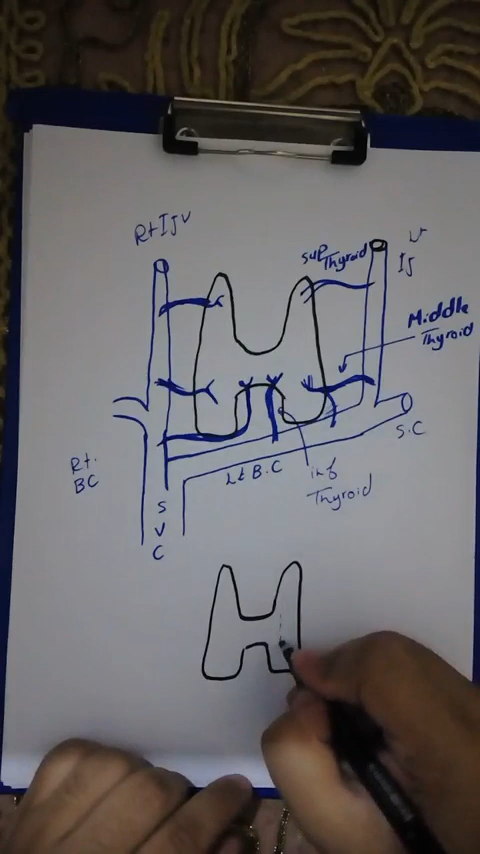 Rt IJV
Lt
IJ
Sup
Thyroid
Middle
Thyroid
S.C
Rt.
BC
Lt B.C
inf
Thyroid
S
V
C